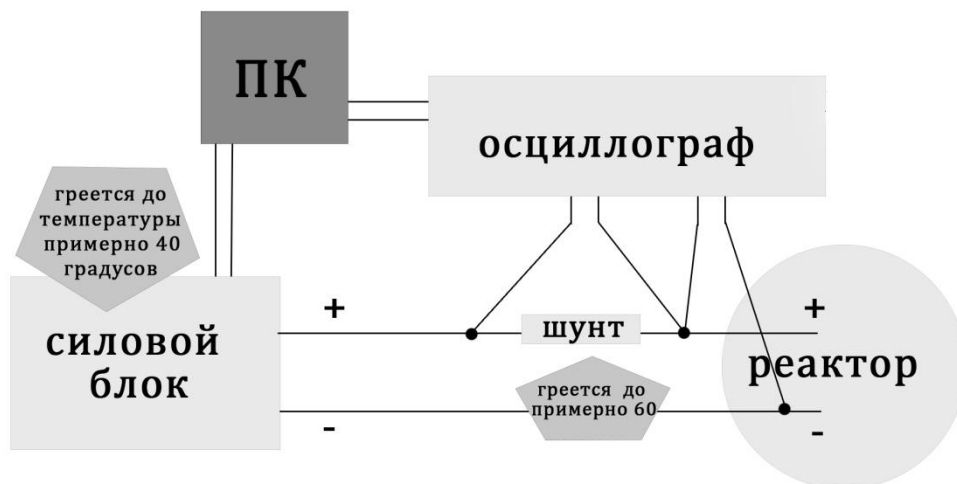 ПК
осциллограф
греется до
температуры
примерно 40
градусов
силовой
блок
+
шунт
+
реактор
греется до
примерно 60
-
-